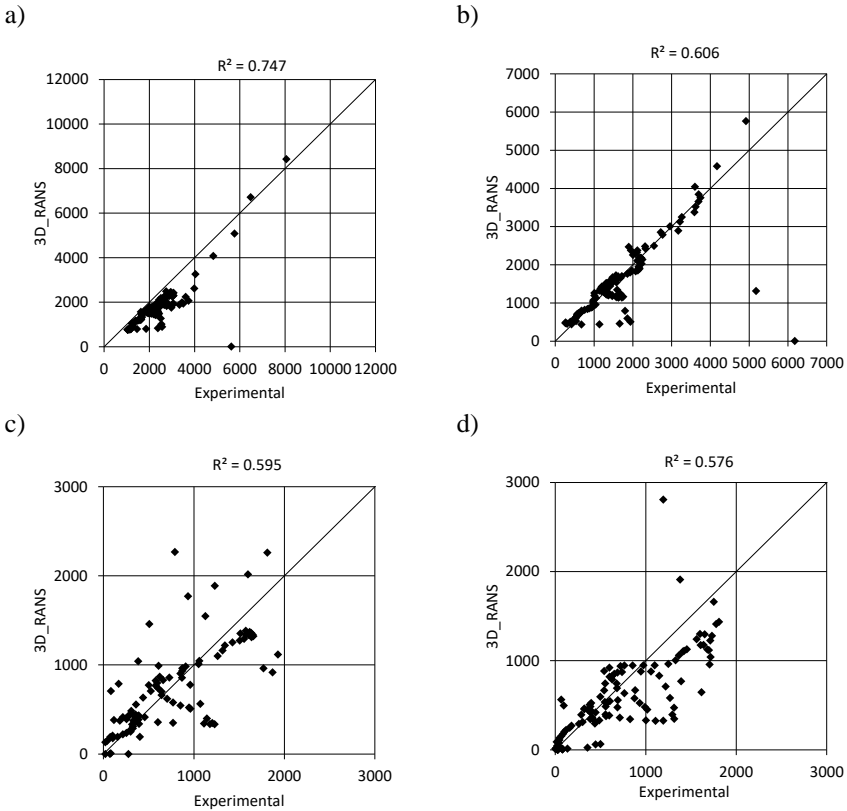 a)
R² = 0.747
12000
10000
8000
6000
4000
2000
0
3D_RANS
0 2000 4000 6000 8000 10000 12000
Experimental
b)
R² = 0.606
7000
6000
5000
4000
3000
2000
1000
0
3D_RANS
0 1000 2000 3000 4000 5000 6000 7000
Experimental
c)
R² = 0.595
3000
2000
1000
0
3D_RANS
0 1000 2000 3000
Experimental
d)
R² = 0.576
3000
2000
1000
0
3D_RANS
0 1000 2000 3000
Experimental